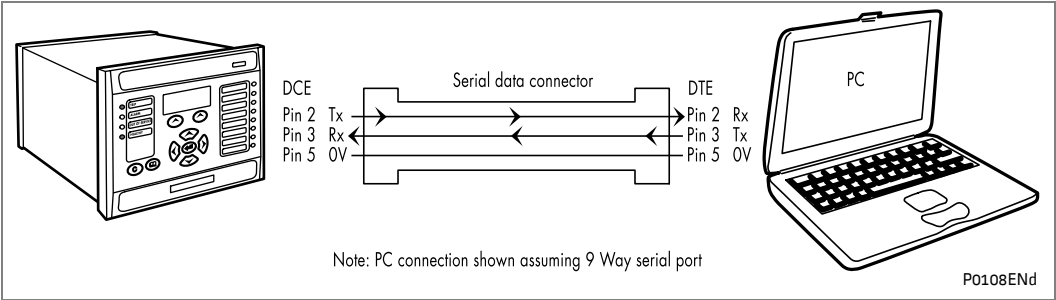 DCE
Serial data connector
DTE
PC
Pin 2 Tx
Pin 2 Rx
Pin 3 Rx
Pin 3 Tx
Pin 5 0V
Pin 5 0V
Note: PC connection shown assuming 9 Way serial port
P0108ENd